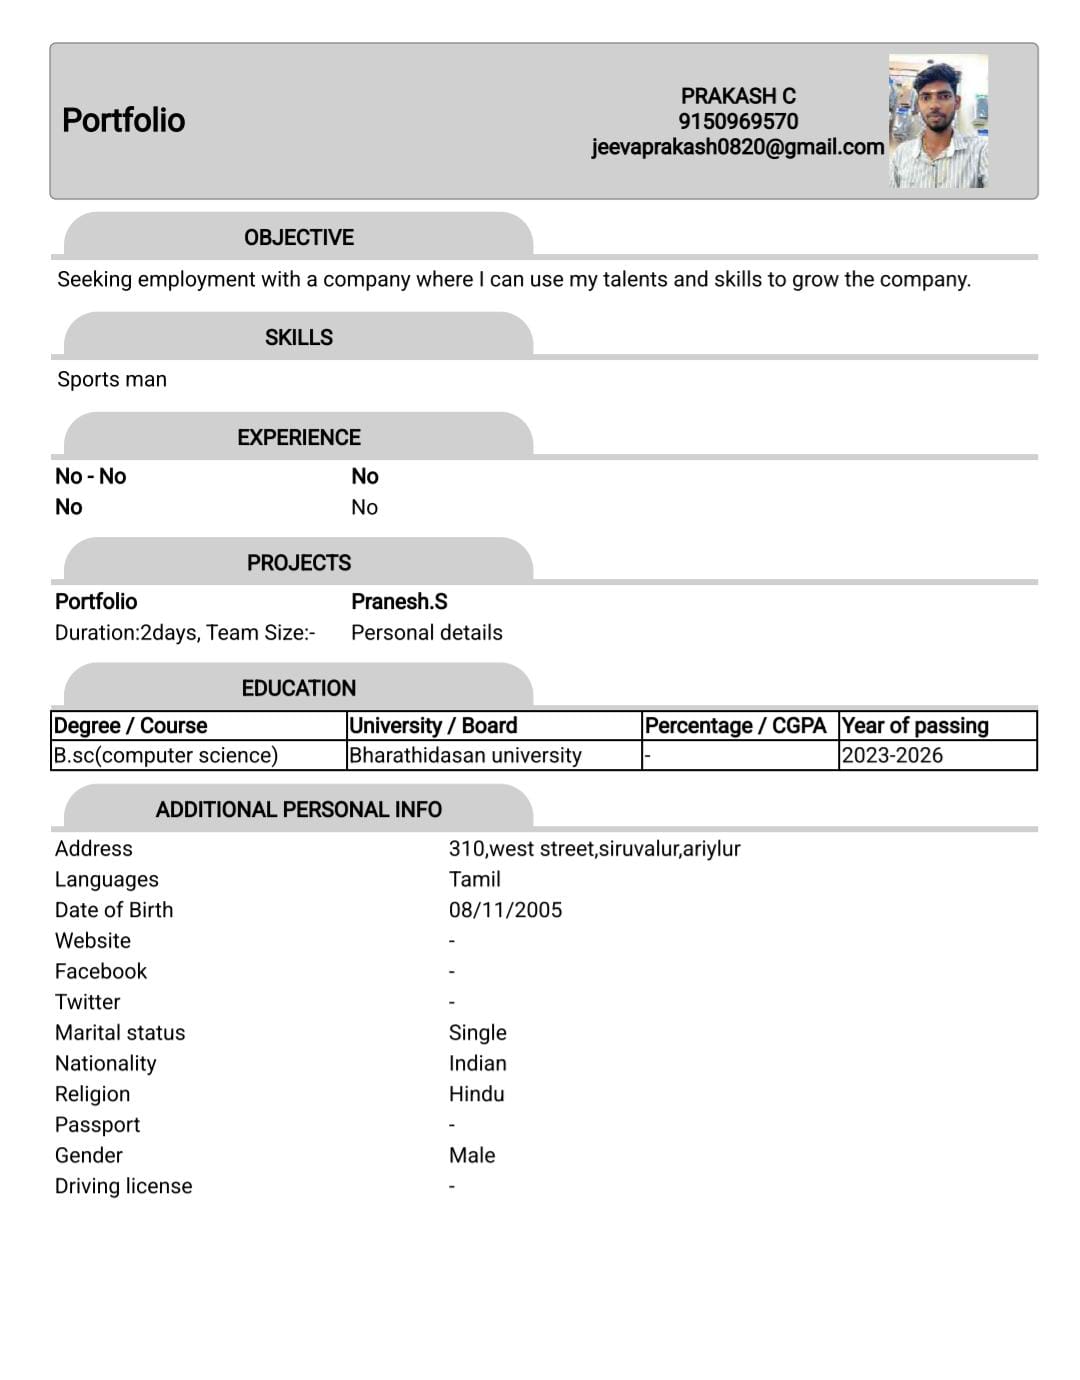 Portfolio
PRAKASH C
9150969570
jeevaprakash0820@gmail.com
OBJECTIVE
Seeking employment with a company where I can use my talents and skills to grow the company.
SKILLS
Sports man
EXPERIENCE
No - No No
No No
PROJECTS
Portfolio Pranesh.S
Duration:2days, Team Size:- Personal details
EDUCATION
Degree / Course University / Board Percentage / CGPA Year of passing
B.sc(computer science) Bharathidasan university - 2023-2026
ADDITIONAL PERSONAL INFO
Address 310,west street,siruvalur,ariylur
Languages Tamil
Date of Birth 08/11/2005
Website -
Facebook -
Twitter -
Marital status Single
Nationality Indian
Religion Hindu
Passport -
Gender Male
Driving license -